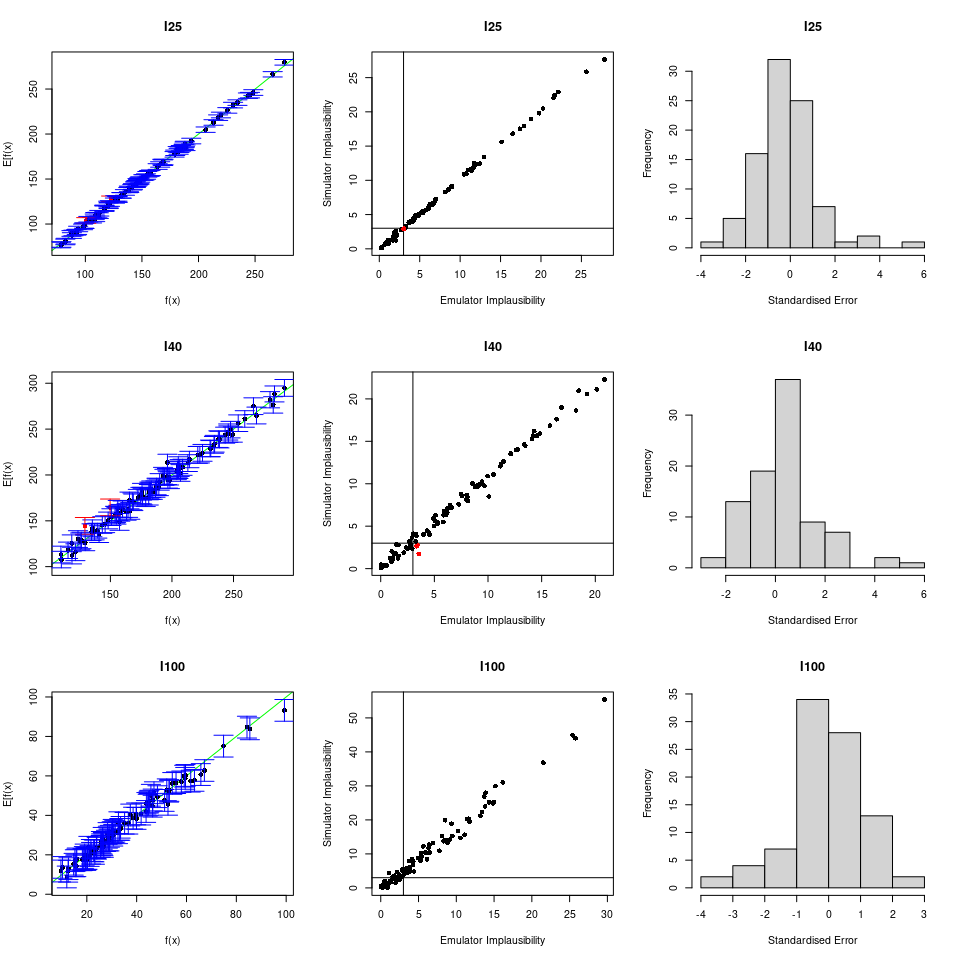 I25
E[f(x)
100 150 200 250
100 150 200 250
f(x)
I25
Simulator Implausibility
0 5 10 15 20 25
0 5 10 15 20 25
Emulator Implausibility
I25
Frequency
0 5 10 15 20 25 30
-4 -2 0 2 4 6
Standardised Error
I40
E[f(x)
100 150 200 250 300
150 200 250
f(x)
I40
Simulator Implausibility
0 5 10 15 20
0 5 10 15 20
Emulator Implausibility
I40
Frequency
0 10 20 30
-2 0 2 4 6
Standardised Error
I100
E[f(x)
0 20 40 60 80 100
20 40 60 80 100
f(x)
I100
Simulator Implausibility
0 10 20 30 40 50
0 5 10 15 20 25 30
Emulator Implausibility
I100
Frequency
0 5 10 15 20 25 30 35
-4 -3 -2 -1 0 1 2 3
Standardised Error